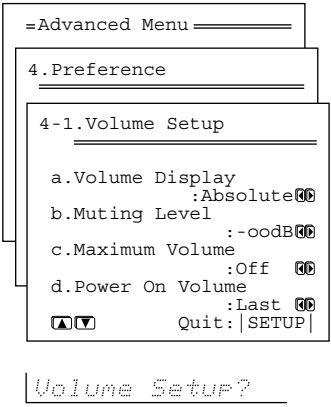 =Advanced Menu
4.Preference
4-1.Volume Setup
a.Volume Display
:Absolute
b.Muting Level
:-oodB
c.Maximum Volume
:Off
d.Power On Volume
:Last
Quit:|SETUP|
Volume Setup?